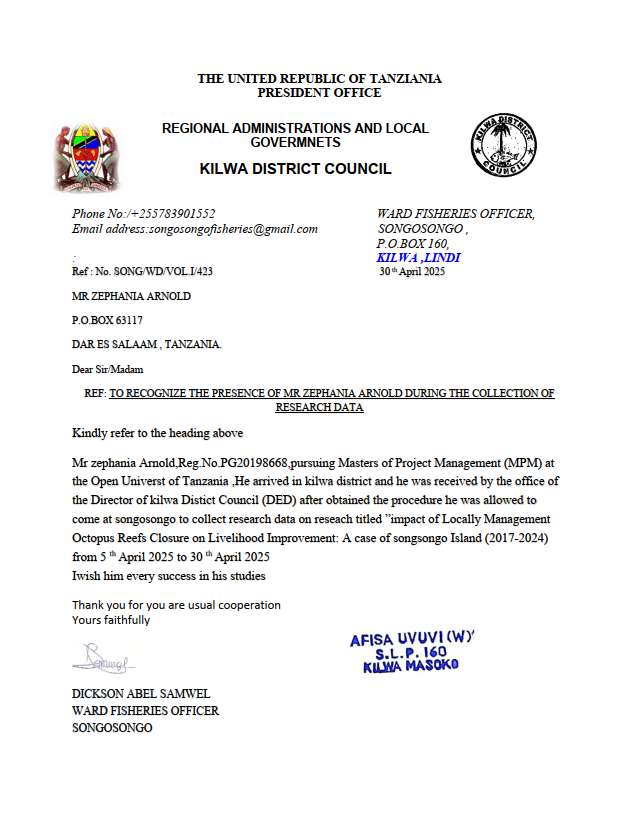 THE UNITED REPUBLIC OF TANZIANIA
PRESIDENT OFFICE
REGIONAL ADMINISTRATIONS AND LOCAL
GOVERMNETS
KILWA DISTRICT COUNCIL
KILWA DISTRICT
COUNCIL
Phone No:/+255783901552
Email address:songosongofisheries@gmail.com
:
WARD FISHERIES OFFICER,
SONGOSONGO ,
P.O.BOX 160,
KILWA ,LINDI
Ref : No. SONG/WD/VOL.I/423
30 th April 2025
MR ZEPHANIA ARNOLD
P.O.BOX 63117
DAR ES SALAAM , TANZANIA.
Dear Sir/Madam
REF: TO RECOGNIZE THE PRESENCE OF MR ZEPHANIA ARNOLD DURING THE COLLECTION OF
RESEARCH DATA
Kindly refer to the heading above
Mr zephania Arnold,Reg.No.PG20198668,pursuing Masters of Project Management (MPM) at
the Open Universt of Tanzania ,He arrived in kilwa district and he was received by the office of
the Director of kilwa Distict Council (DED) after obtained the procedure he was allowed to
come at songosongo to collect research data on reseach titled ”impact of Locally Management
Octopus Reefs Closure on Livelihood Improvement: A case of songsongo Island (2017-2024)
from 5 th April 2025 to 30 th April 2025
Iwish him every success in his studies
Thank you for you are usual cooperation
Yours faithfully
AFISA UVUVI (W)'
S.L.P. 160
KILWA MASOKO
DICKSON ABEL SAMWEL
WARD FISHERIES OFFICER
SONGOSONGO